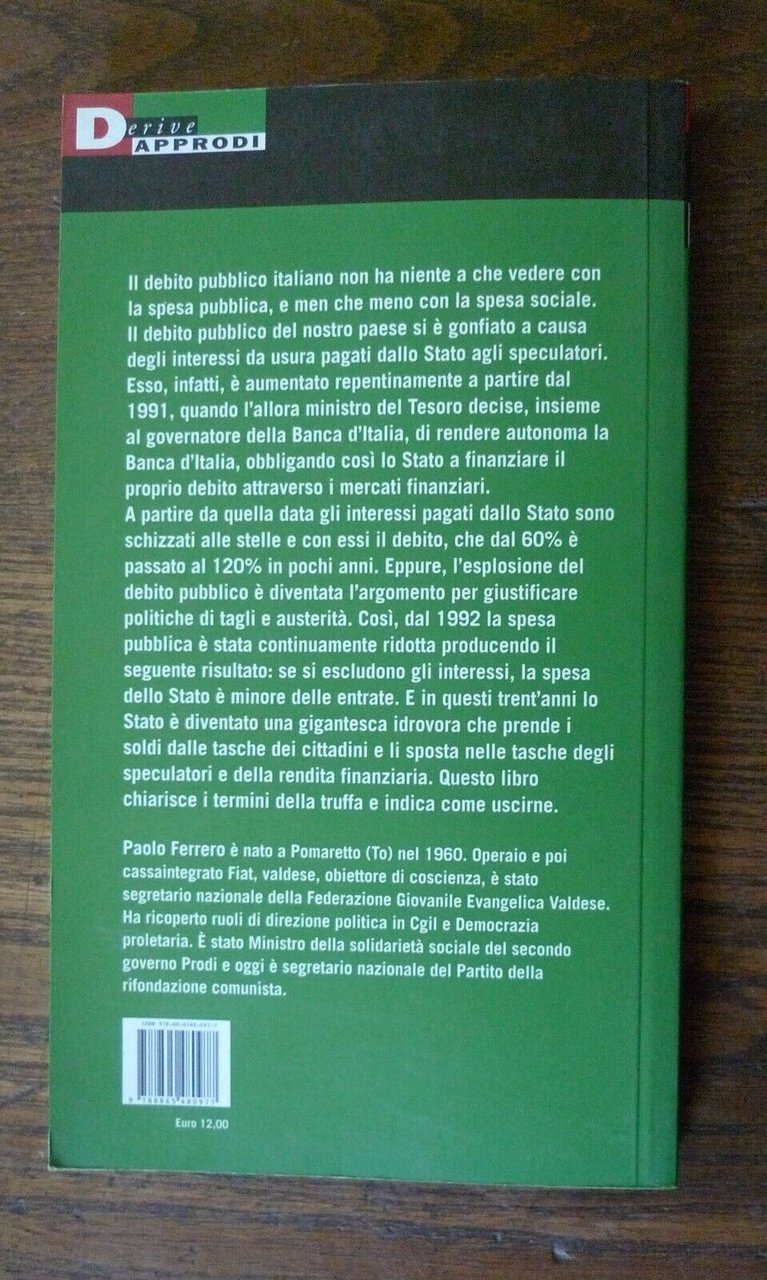 Derive
APPRODI
Il debito pubblico italiano non ha niente a che vedere con
la spesa pubblica, e men che meno con la spesa sociale.
Il debito pubblico del nostro paese si è gonfiato a causa
degli interessi da usura pagati dallo Stato agli speculatori.
Esso, infatti, è aumentato repentinamente a partire dal
1991, quando l'allora ministro del Tesoro decise, insieme
al governatore della Banca d'Italia, di rendere autonoma la
Banca d'Italia, obbligando così lo Stato a finanziare il
proprio debito attraverso i mercati finanziari.
A partire da quella data gli interessi pagati dallo Stato sono
schizzati alle stelle e con essi il debito, che dal 60% è
passato al 120% in pochi anni. Eppure, l'esplosione del
debito pubblico è diventata l'argomento per giustificare
politiche di tagli e austerità. Così, dal 1992 la spesa
pubblica è stata continuamente ridotta producendo il
seguente risultato: se si escludono gli interessi, la spesa
dello Stato è minore delle entrate. E in questi trent'anni lo
Stato è diventato una gigantesca idrovora che prende i
soldi dalle tasche dei cittadini e li sposta nelle tasche degli
speculatori e della rendita finanziaria. Questo libro
chiarisce i termini della truffa e indica come uscirne.
Paolo Ferrero è nato a Pomaretto (To) nel 1960. Operaio e poi
cassaintegrato Fiat, valdese, obiettore di coscienza, è stato
segretario nazionale della Federazione Giovanile Evangelica Valdese.
Ha ricoperto ruoli di direzione politica in Cgil e Democrazia
proletaria. È stato Ministro della solidarietà sociale del secondo
governo Prodi e oggi è segretario nazionale del Partito della
rifondazione comunista.
ISBN
9 788865 480977
Euro 12,00